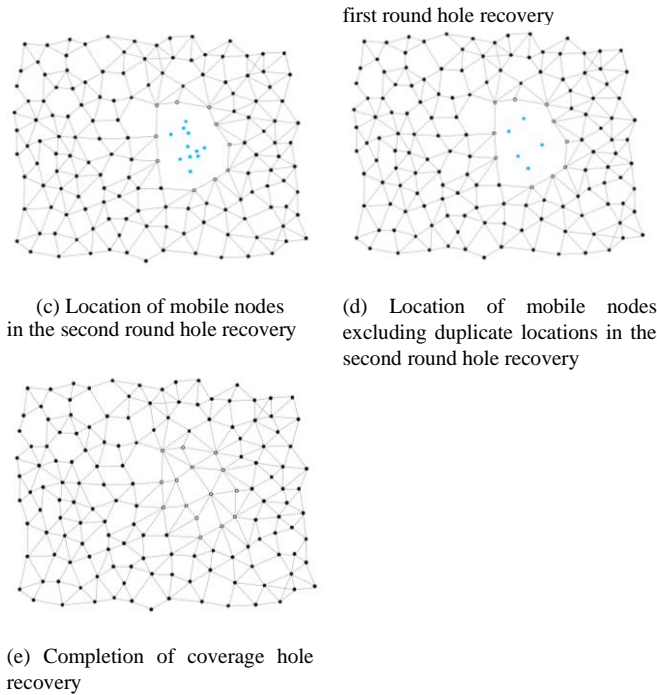 first round hole recovery
(c) Location of mobile nodes
in the second round hole recovery
(d) Location of mobile nodes
excluding duplicate locations in the
second round hole recovery
(e) Completion of coverage hole
recovery